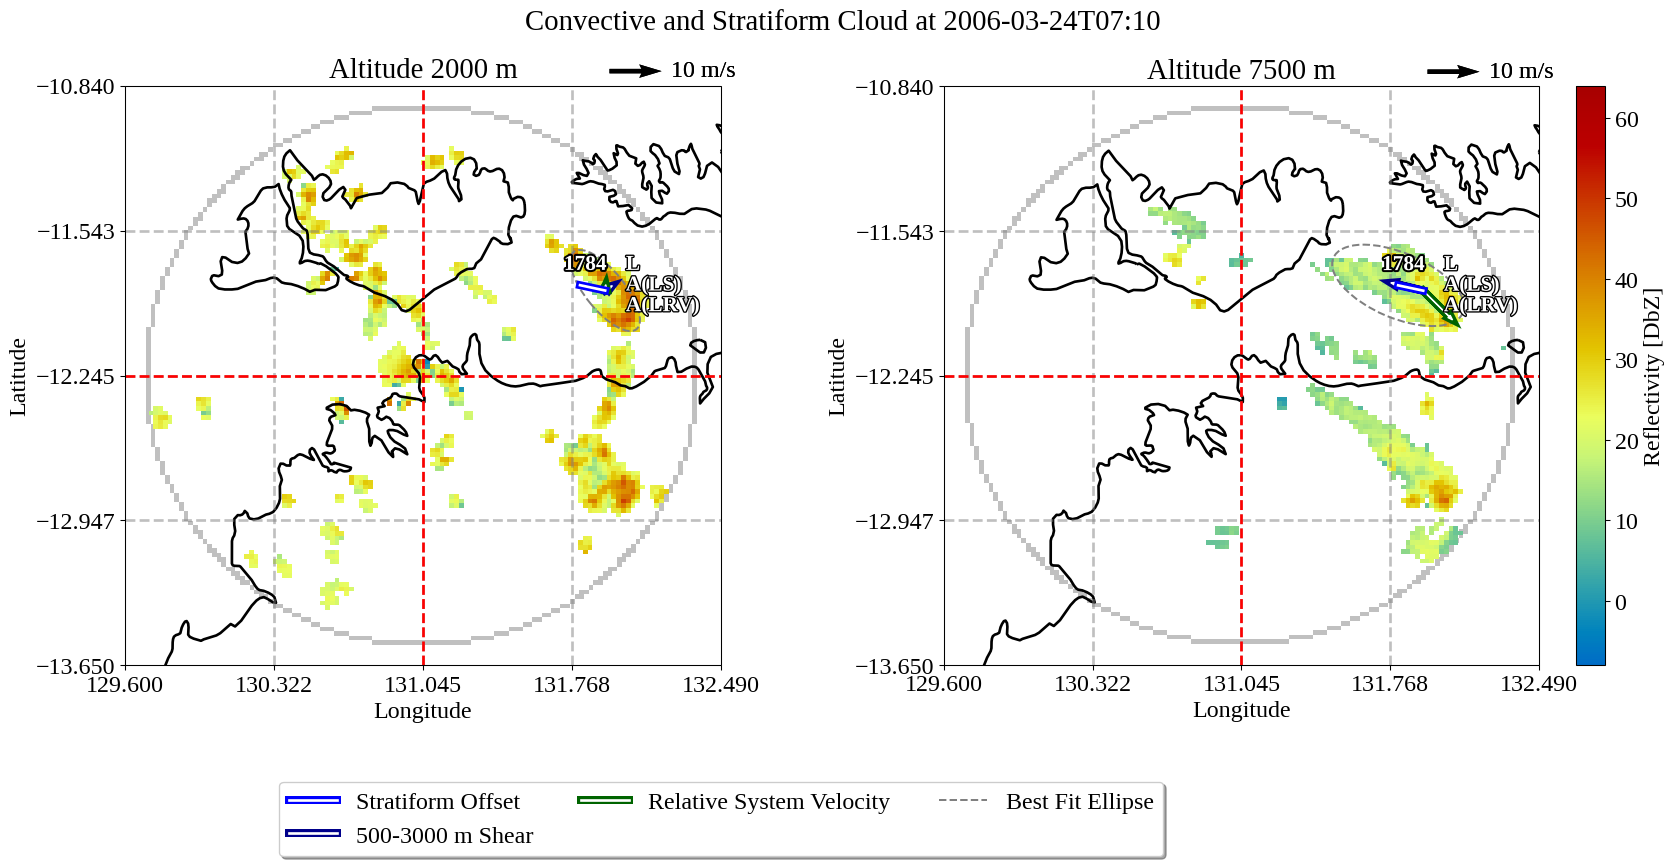 Convective and Stratiform Cloud at 2006-03-24T07:10
Altitude 2000 m
10 m/s
−10.840
−11.543
−12.245
−12.947
−13.650
Latitude
1784
L
A(LS)
A(LRV)
129.600
130.322
131.045
131.768
132.490
Longitude
Altitude 7500 m
10 m/s
−10.840
−11.543
−12.245
−12.947
−13.650
Latitude
1784
L
A(LS)
A(LRV)
129.600
130.322
131.045
131.768
132.490
Longitude
60
50
40
30
20
10
0
Reflectivity [DbZ]
Stratiform Offset
500-3000 m Shear
Relative System Velocity
Best Fit Ellipse